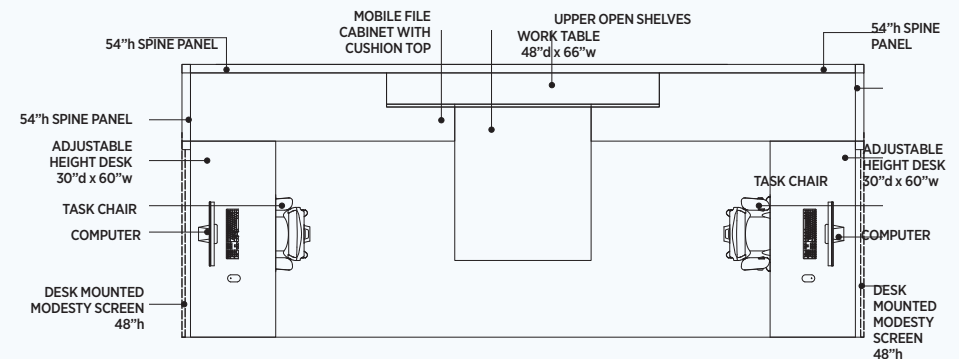 54”h SPINE PANEL
MOBILE FILE
CABINET WITH
CUSHION TOP
UPPER OPEN SHELVES
WORK TABLE
48”d x 66”w
54”h SPINE
PANEL
54”h SPINE PANEL
ADJUSTABLE
HEIGHT DESK
30”d x 60”w
TASK CHAIR
COMPUTER
DESK MOUNTED
MODESTY SCREEN
48”h
ADJUSTABLE
HEIGHT DESK
30”d x 60”w
TASK CHAIR
COMPUTER
DESK
MOUNTED
MODESTY
SCREEN
48”h